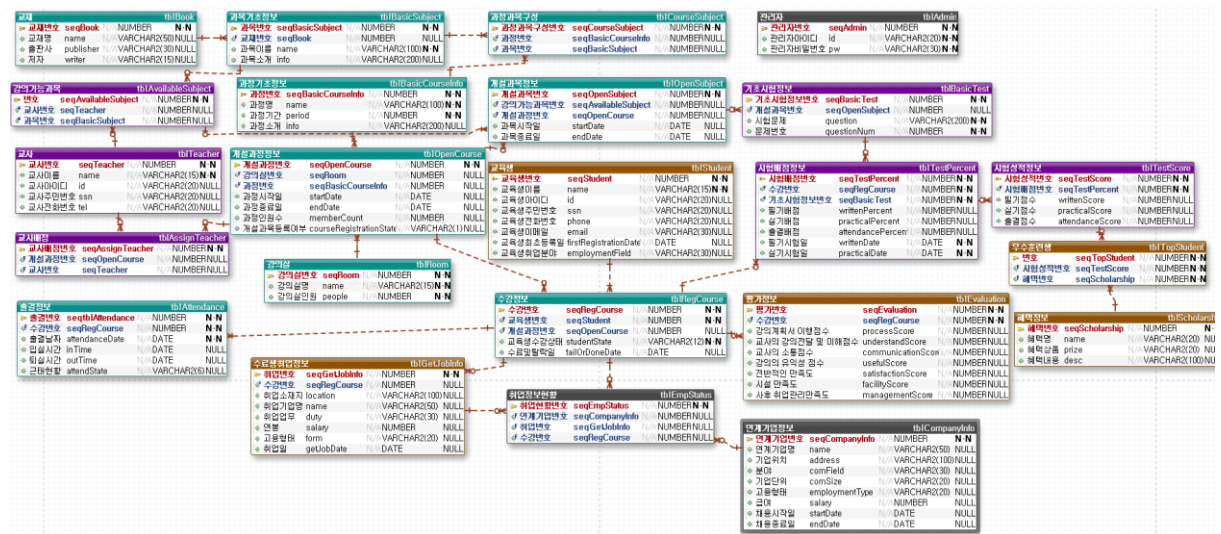 교재 tblBook
교재번호 seqBook N/A NUMBER N-N
교재명 name N/A VARCHAR2(50) NULL
출판사 publisher N/A VARCHAR2(30) NULL
저자 writer N/A VARCHAR2(15) NULL
과목기초정보 tblBasicSubject
과목번호 seqBasicSubject N/A NUMBER N-N
교재번호 seqBook N/A NUMBER NULL
과목이름 name N/A VARCHAR2(100) N-N
과목소개 info N/A VARCHAR2(200) NULL
과정과목구성 tblCourseSubject
과정과목구성번호 seqCourseSubject N/A NUMBER N-N
과정번호 seqBasicCourseInfo N/A NUMBER NULL
과목번호 seqBasicSubject N/A NUMBER NULL
관리자 tblAdmin
관리자번호 seqAdmin N/A NUMBER N-N
관리자아이디 id N/A VARCHAR2(20) N-N
관리자비밀번호 pw N/A VARCHAR2(30) N-N
강의가능과목 tblAvailableSubject
번호 seqAvailableSubject N/A NUMBER N-N
교사번호 seqTeacher N/A NUMBER NULL
과목번호 seqBasicSubject N/A NUMBER NULL
과정기초정보 tblBasicCourseInfo
과정번호 seqBasicCourseInfo N/A NUMBER N-N
과정명 name N/A VARCHAR2(100) N-N
과정기간 period N/A NUMBER N-N
과정소개 info N/A VARCHAR2(200) NULL
개설과목정보 tblOpenSubject
개설과목번호 seqOpenSubject N/A NUMBER N-N
강의가능과목번호 seqAvailableSubject N/A NUMBER NULL
개설과정번호 seqOpenCourse N/A NUMBER NULL
과목시작일 startDate N/A DATE NULL
과목종료일 endDate N/A DATE NULL
기초시험정보 tblBasicTest
기초시험정보번호 seqBasicTest N/A NUMBER N-N
개설과목번호 seqOpenSubject N/A NUMBER NULL
시험문제 question N/A VARCHAR2(200) N-N
문제번호 questionNum N/A NUMBER N-N
교사 tblTeacher
교사번호 seqTeacher N/A NUMBER N-N
교사이름 name N/A VARCHAR2(15) N-N
교사아이디 id N/A VARCHAR2(20) NULL
교사주민번호 ssn N/A VARCHAR2(20) NULL
교사전화번호 tel N/A VARCHAR2(20) NULL
개설과정정보 tblOpenCourse
개설과정번호 seqOpenCourse N/A NUMBER N-N
강의실번호 seqRoom N/A NUMBER NULL
과정번호 seqBasicCourseInfo N/A NUMBER NULL
과정시작일 startDate N/A DATE NULL
과정종료일 endDate N/A DATE NULL
과정인원수 memberCount N/A NUMBER NULL
개설과목등록여부 courseRegistrationState N/A VARCHAR2(1) NULL
교육생 tblStudent
교육생번호 seqStudent N/A NUMBER N-N
교육생이름 name N/A VARCHAR2(15) N-N
교육생아이디 id N/A VARCHAR2(20) NULL
교육생주민번호 ssn N/A VARCHAR2(20) NULL
교육생전화번호 phone N/A VARCHAR2(20) NULL
교육생이메일 email N/A VARCHAR2(30) NULL
교육생최초등록일 firstRegistrationDate N/A DATE NULL
교육생취업분야 employmentField N/A VARCHAR2(30) NULL
시험배점정보 tblTestPercent
시험배점번호 seqTestPercent N/A NUMBER N-N
수강번호 seqRegCourse N/A NUMBER NULL
기초시험정보번호 seqBasicTest N/A NUMBER N-N
필기배점 writtenPercent N/A NUMBER NULL
실기배점 practicalPercent N/A NUMBER NULL
출결배점 attendancePercent N/A NUMBER NULL
필기시험일 writtenDate N/A DATE N-N
실기시험일 practicalDate N/A DATE N-N
시험성적정보 tblTestScore
시험성적번호 seqTestScore N/A NUMBER N-N
시험배점번호 seqTestPercent N/A NUMBER N-N
필기점수 writtenScore N/A NUMBER NULL
실기점수 practicalScore N/A NUMBER NULL
출결점수 attendanceScore N/A NUMBER NULL
교사배정 tblAssignTeacher
교사배정번호 seqAssignTeacher N/A NUMBER N-N
개설과정번호 seqOpenCourse N/A NUMBER NULL
교사번호 seqTeacher N/A NUMBER NULL
강의실 tblRoom
강의실번호 seqRoom N/A NUMBER N-N
강의실명 name N/A VARCHAR2(15) N-N
강의실인원 people N/A NUMBER N-N
우수훈련생 tblTopStudent
번호 seqTopStudent N/A NUMBER N-N
시험성적번호 seqTestScore N/A NUMBER NULL
혜택번호 seqScholarship N/A NUMBER NULL
출결정보 tblAttendance
출결번호 seqtblAttendance N/A NUMBER N-N
수강번호 seqRegCourse N/A NUMBER NULL
출결날짜 attendanceDate N/A DATE N-N
입실시간 inTime N/A DATE NULL
퇴실시간 outTime N/A DATE NULL
근태현황 attendState N/A VARCHAR2(6) NULL
수강정보 tblRegCourse
수강번호 seqRegCourse N/A NUMBER N-N
교육생번호 seqStudent N/A NUMBER NULL
개설과정번호 seqOpenCourse N/A NUMBER NULL
교육생수강상태 studentState N/A VARCHAR2(12) N-N
수료및탈락일 failOrDoneDate N/A DATE NULL
평가정보 tblEvaluation
평가번호 seqEvaluation N/A NUMBER N-N
수강번호 seqRegCourse N/A NUMBER N-N
강의계획서 이행점수 processScore N/A NUMBER NULL
교사의 강의전달 및 이해점수 understandScore N/A NUMBER NULL
교사의 소통점수 communicationScore N/A NUMBER NULL
강의의 유익성 점수 usefulScore N/A NUMBER NULL
전반적인 만족도 satisfactionScore N/A NUMBER NULL
시설 만족도 facilityScore N/A NUMBER NULL
사후 취업관리만족도 managementScore N/A NUMBER NULL
혜택정보 tblScholarsh
혜택번호 seqScholarship N/A NUMBER N-N
혜택명 name N/A VARCHAR2(20) NU
혜택상품 prize N/A VARCHAR2(20) NU
혜택내용 desc N/A VARCHAR2(100) NU
수료생취업정보 tblGetJobInfo
취업번호 seqGetJobInfo N/A NUMBER N-N
수강번호 seqRegCourse N/A NUMBER NULL
취업소재지 location N/A VARCHAR2(100) NULL
취업기업명 name N/A VARCHAR2(50) NULL
취업업무 duty N/A VARCHAR2(30) NULL
연봉 salary N/A NUMBER NULL
고용형태 form N/A VARCHAR2(20) NULL
취업일 getJobDate N/A DATE NULL
취업정보현황 tblEmpStatus
취업현황번호 seqEmpStatus N/A NUMBER N-N
연계기업번호 seqCompanyInfo N/A NUMBER NULL
취업번호 seqGetJobInfo N/A NUMBER NULL
수강번호 seqRegCourse N/A NUMBER NULL
연계기업정보 tblCompanyInfo
연계기업번호 seqCompanyInfo N/A NUMBER N-N
연계기업명 name N/A VARCHAR2(50) NULL
기업위치 address N/A VARCHAR2(100) NULL
분야 comField N/A VARCHAR2(30) NULL
기업단위 comSize N/A VARCHAR2(20) NULL
고용형태 employmentType N/A VARCHAR2(20) NULL
급여 salary N/A NUMBER NULL
채용시작일 startDate N/A DATE NULL
채용종료일 endDate N/A DATE NULL